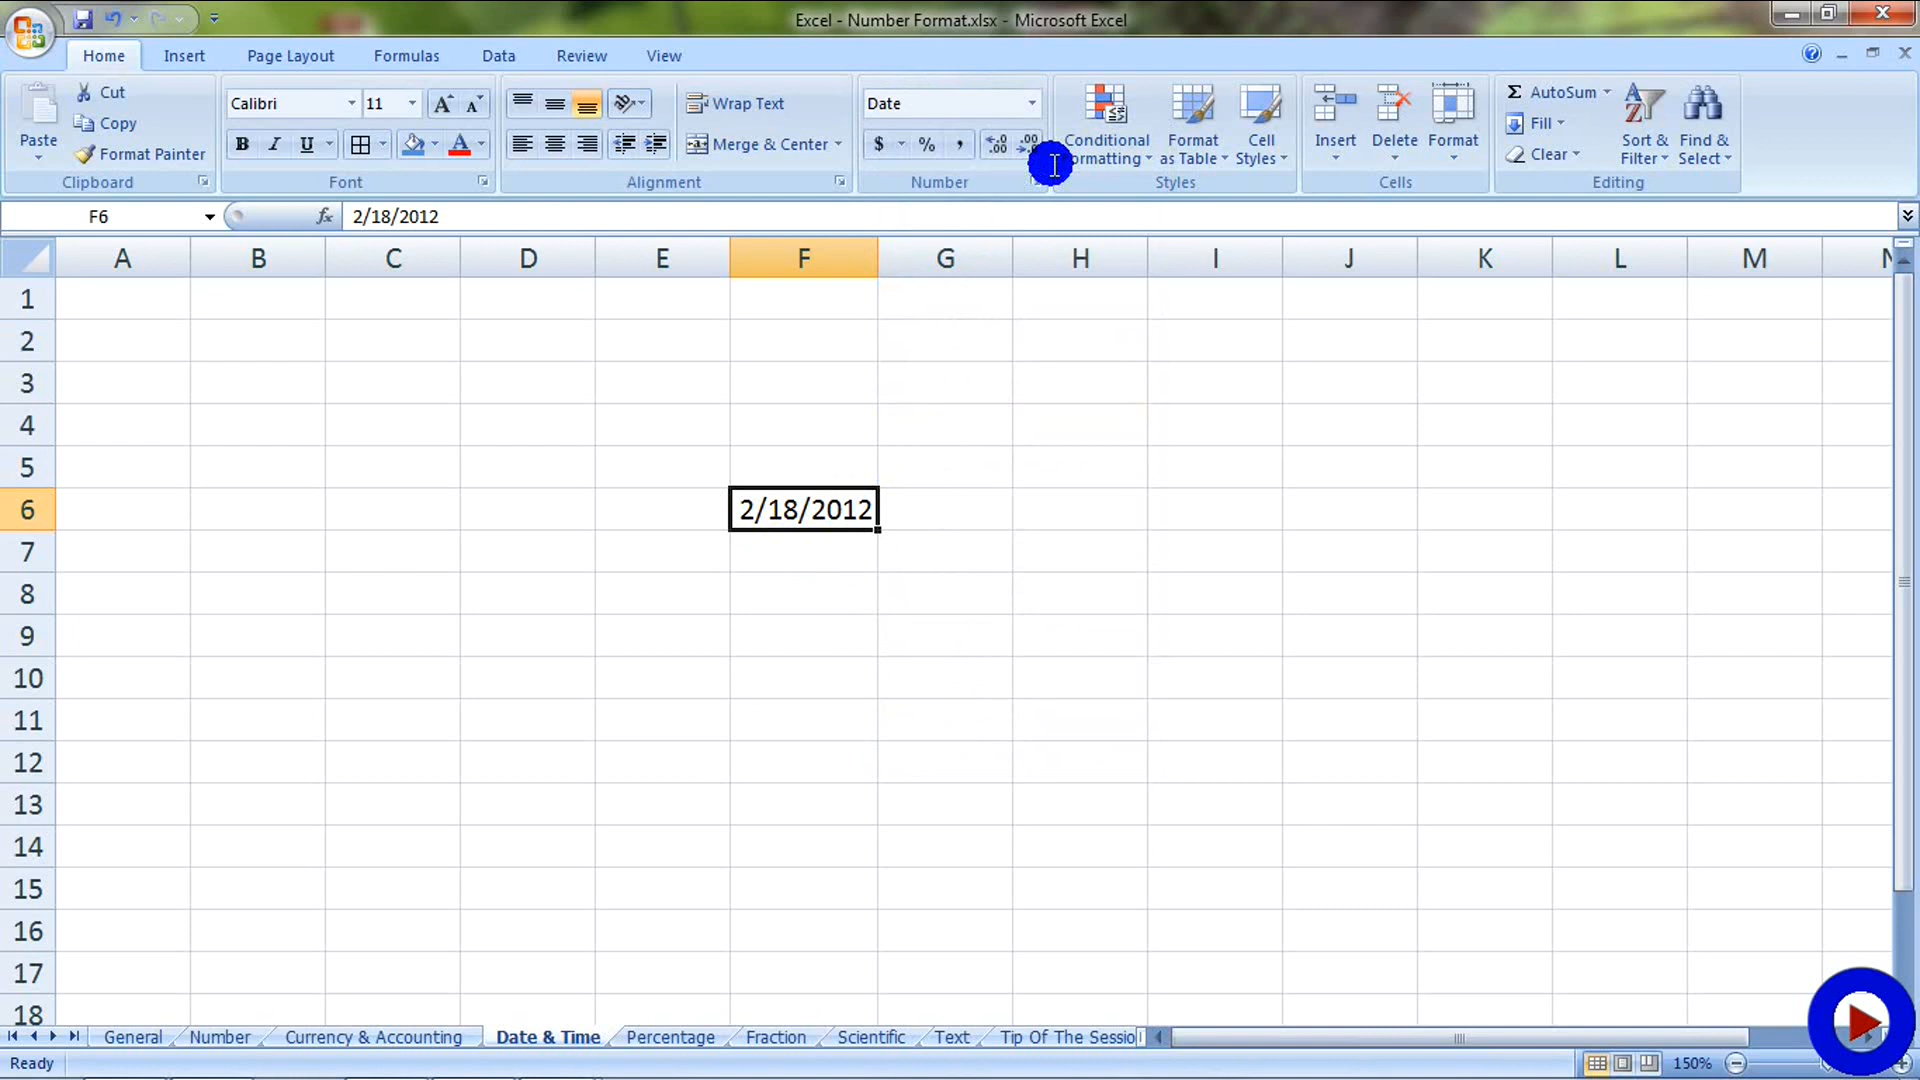 Excel - Number Format.xlsx - Microsoft Excel
Home Insert Page Layout Formulas Data Review View
Paste
Cut
Copy
Format Painter
Clipboard
Calibri 11
B I U
Font
Wrap Text
Merge & Center
Alignment
Date
$ % ,
Number
Conditional
Formatting
Format
as Table
Cell
Styles
Styles
Insert
Delete
Format
Cells
Σ AutoSum
Fill
Clear
Sort &
Filter
Find &
Select
Editing
F6 fx 2/18/2012
A B C D E F G H I J K L M
1
2
3
4
5
6 2/18/2012
7
8
9
10
11
12
13
14
15
16
17
18
General Number Currency & Accounting Date & Time Percentage Fraction Scientific Text Tip Of The Sessio
Ready 150%